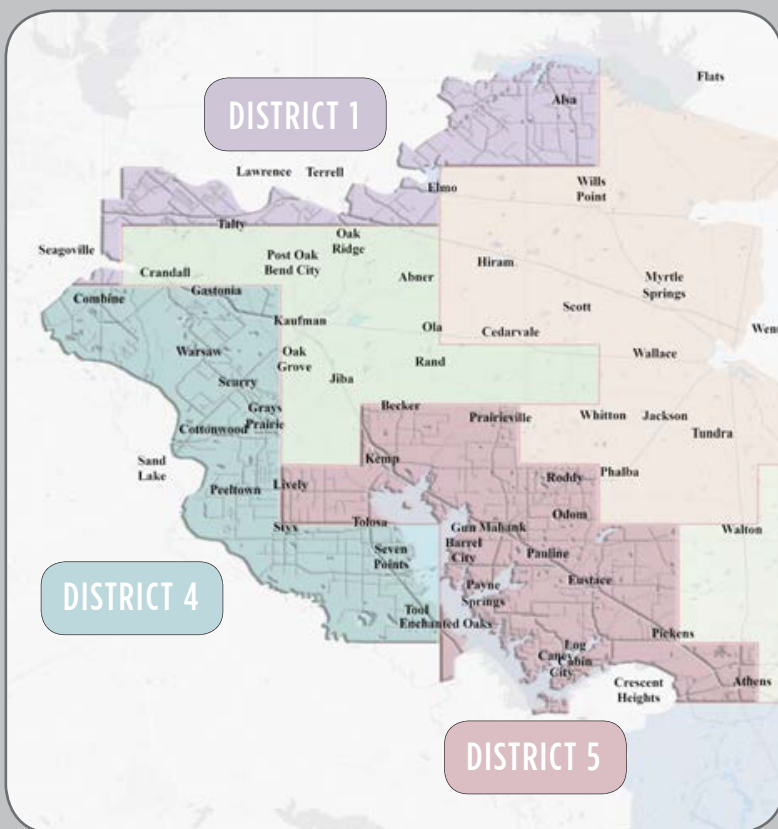 Flats
Alsa
DISTRICT 1
Lawrence Terrell
Elmo
Wills
Point
Talty
Oak
Ridge
Seagoville
Post Oak
Bend City
Hiram
Crandall
Abner
Myrtle
Springs
Gastonia
Combine
Scott
Kaufman
Ola
Cedarvale
Went
Warsaw
Oak
Grove
Wallace
Rand
Scurry
Jiba
Becker
Grays
Prairie
Prairieville
Whitton
Jackson
Cottonwood
Tundra
Sand
Lake
Kemp
Phalba
Roddy
Peeltown
Lively
Odom
Styx
Tolosa
Gun
Barrel
City
Mabank
Walton
Seven
Points
Pauline
Eustace
Payne
Springs
DISTRICT 4
Tool
Enchanted Oaks
Pickens
Log
Cabin
City
Caney
City
Crescent
Heights
Athens
DISTRICT 5